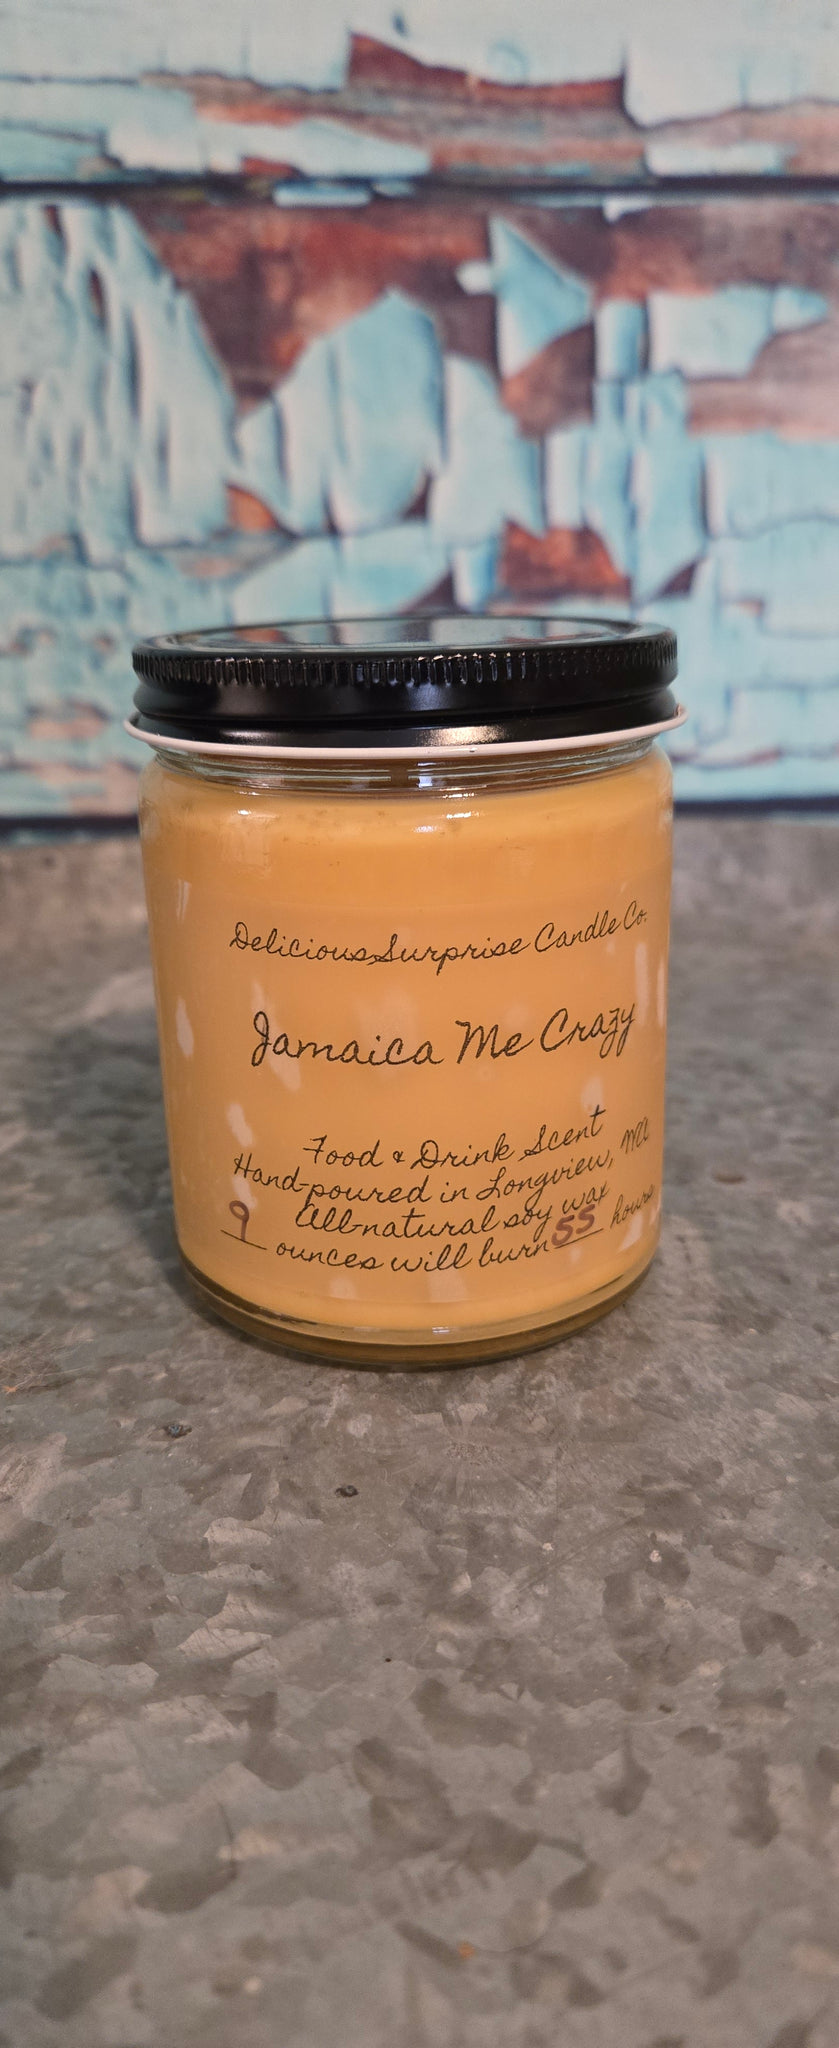 Delicious Surprise Candle Co.
Jamaica Me Crazy
Food & Drink Scent
Hand-poured in Longview, MO
All-natural soy wax
9 ounces will burn 55 hours